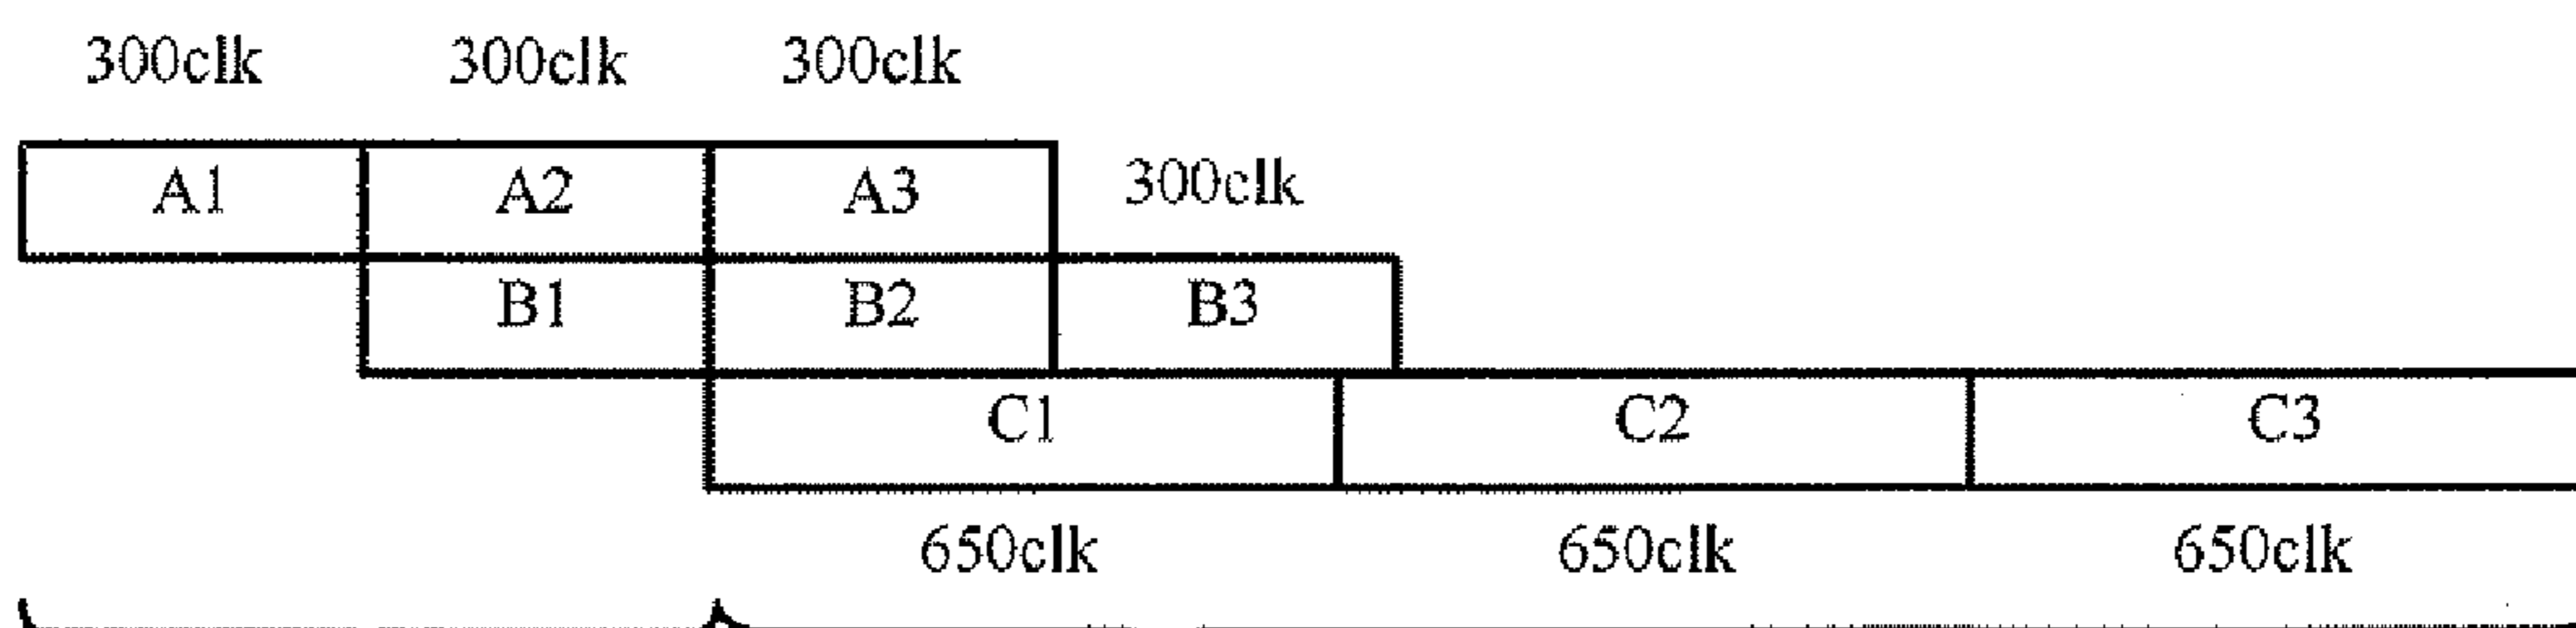 300clk 300clk 300clk
A1 A2 A3 300clk
B1 B2 B3
C1 C2 C3
650clk 650clk 650clk